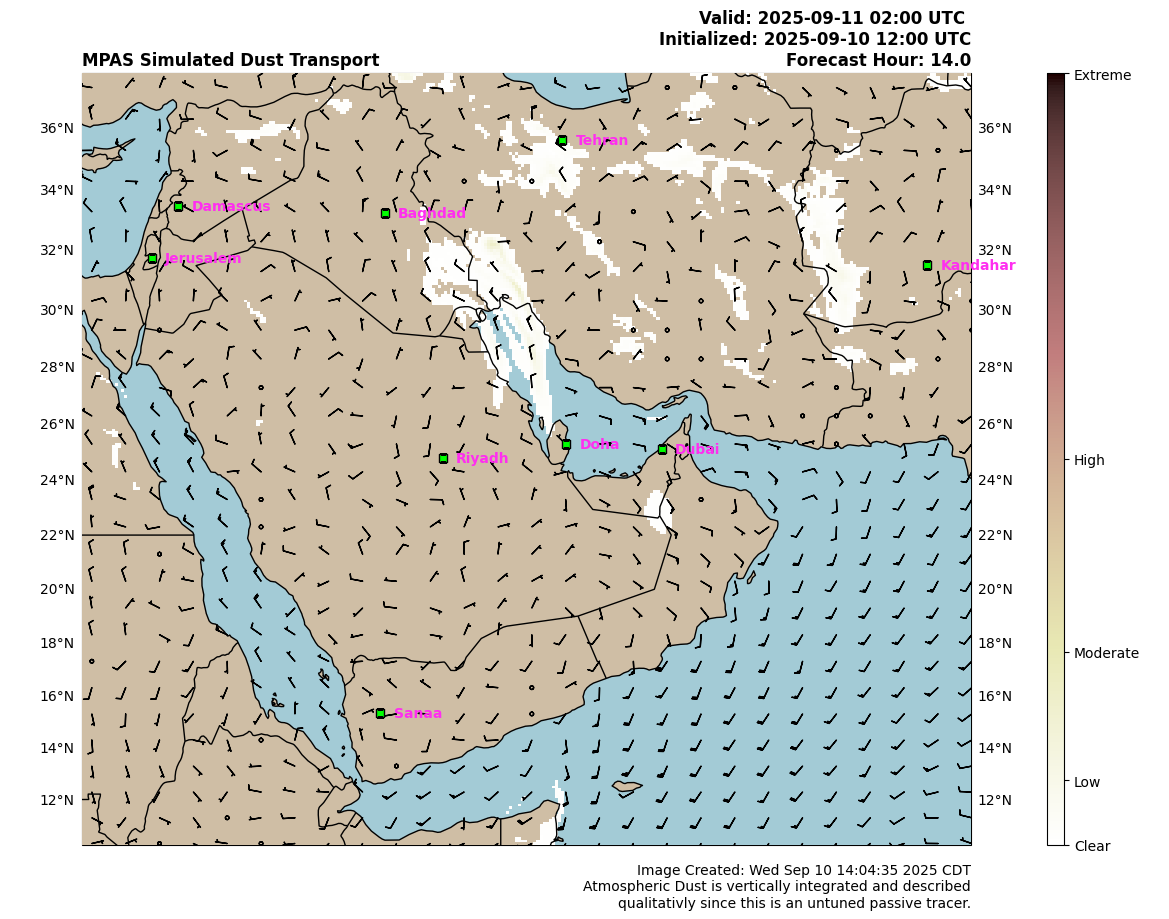 Valid: 2025-09-11 02:00 UTC
Initialized: 2025-09-10 12:00 UTC
MPAS Simulated Dust Transport
Forecast Hour: 14.0
Extreme
High
Moderate
Low
Clear
36°N
34°N
32°N
30°N
28°N
26°N
24°N
22°N
20°N
18°N
16°N
14°N
12°N
36°N
34°N
32°N
30°N
28°N
26°N
24°N
22°N
20°N
18°N
16°N
14°N
12°N
Tehran
Damascus
Baghdad
Jerusalem
Kandahar
Doha
Dubai
Riyadh
Sanaa
Image Created: Wed Sep 10 14:04:35 2025 CDT
Atmospheric Dust is vertically integrated and described
qualitativly since this is an untuned passive tracer.